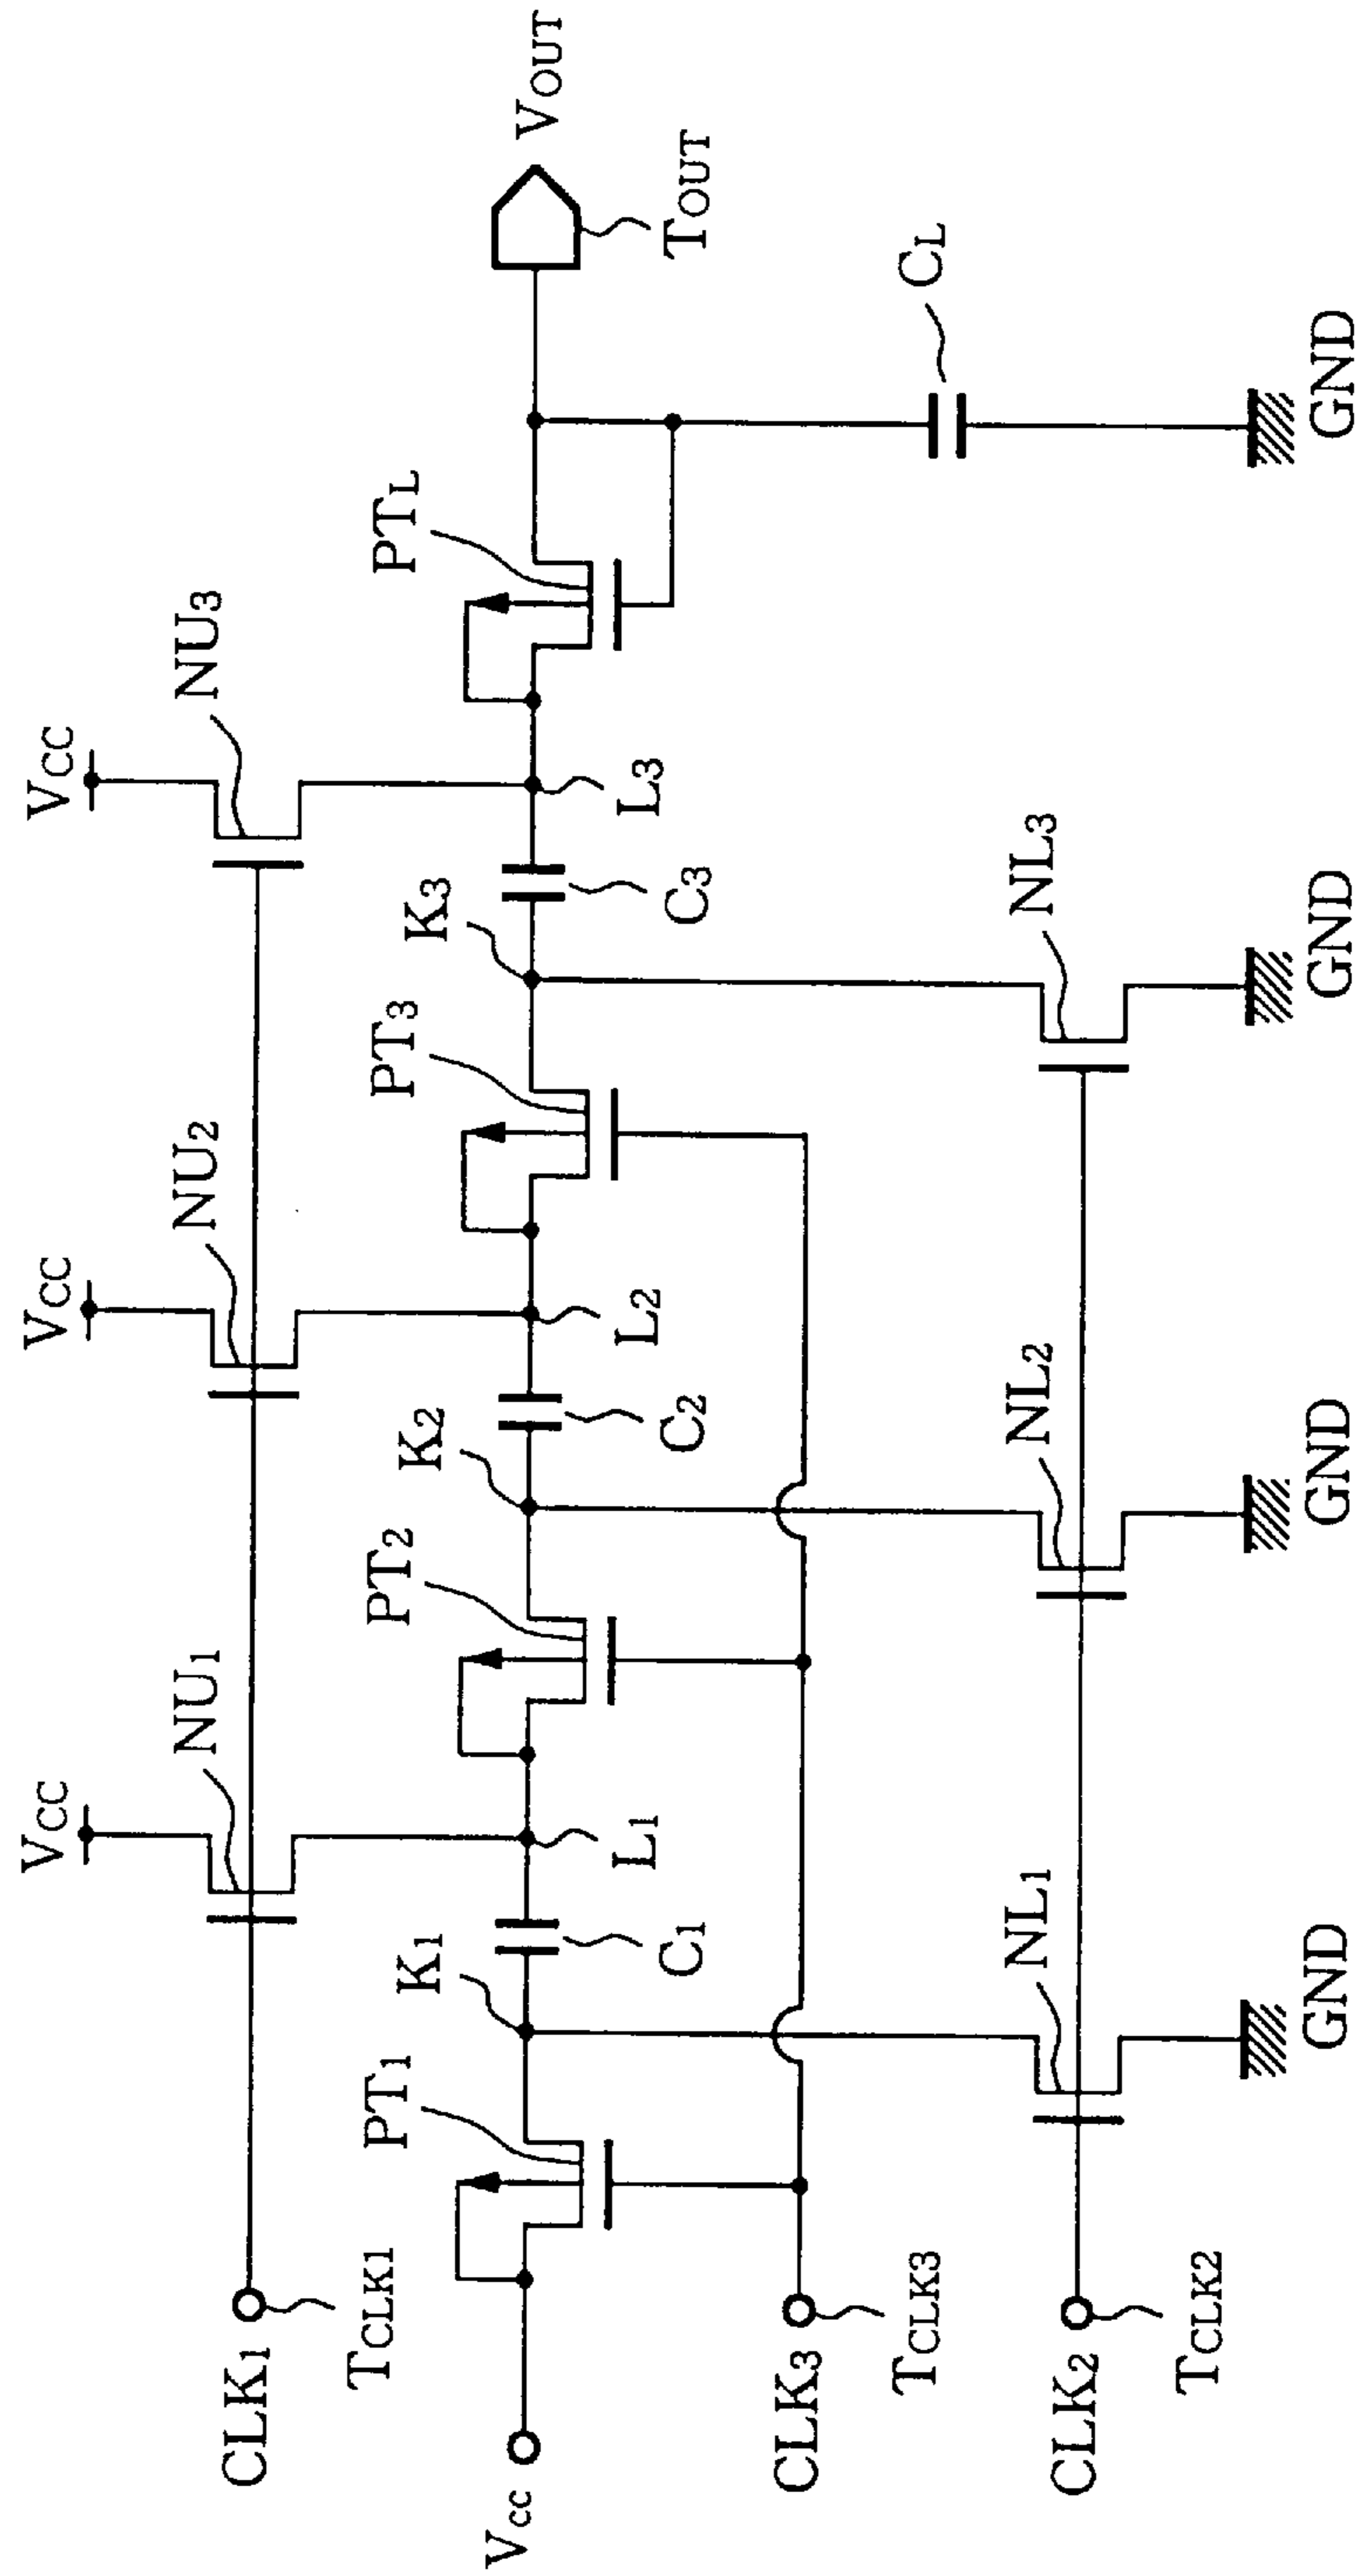 VCC
VCC
VCC
NU1
NU2
NU3
CLK1
TCLK1
PT1
K1
PT2
K2
PT3
K3
PTL
VOUT
Vcc
C1
L1
C2
L2
C3
L3
TOUT
CLK3
TCLK3
CL
NL1
NL2
NL3
CLK2
TCLK2
GND
GND
GND
GND